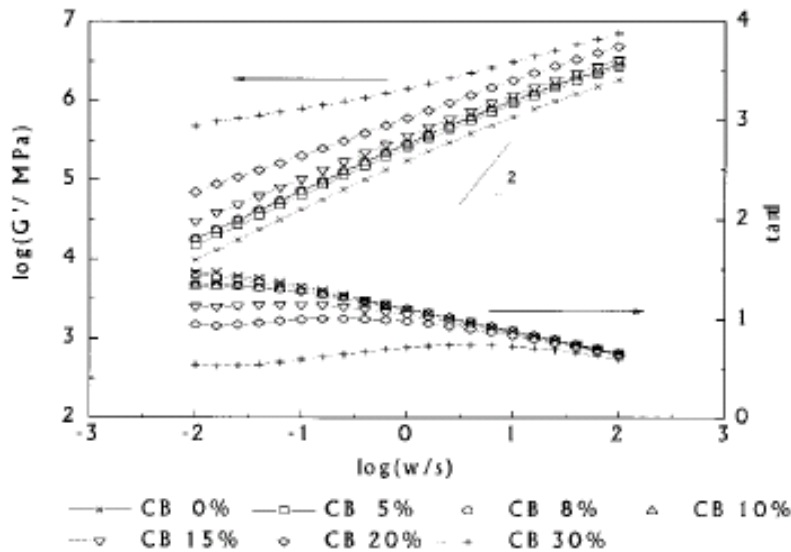 7
6
5
4
3
2
-3
-2
-1
0
1
2
3
4
3
2
1
0
2
log(G'/ MPa)
tanδ
log(w/s)
CB 0%
CB 5%
CB 8%
CB 10%
CB 15%
CB 20%
CB 30%